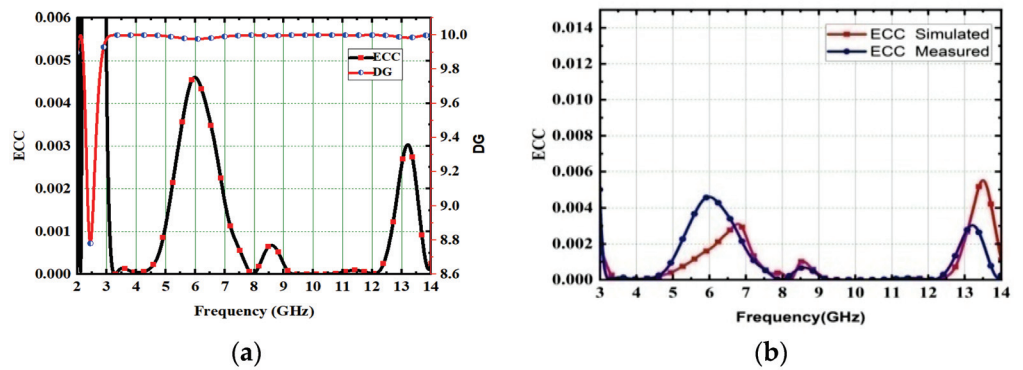 0.006
0.005
0.004
0.003
0.002
0.001
0.000
ECC
2 3 4 5 6 7 8 9 10 11 12 13 14
Frequency (GHz)
10.0
9.8
9.6
9.4
9.2
9.0
8.8
8.6
DG
ECC
DG
(a)
0.014
0.012
0.010
0.008
0.006
0.004
0.002
0.000
ECC
3 4 5 6 7 8 9 10 11 12 13 14
Frequency(GHz)
ECC Simulated
ECC Measured
(b)